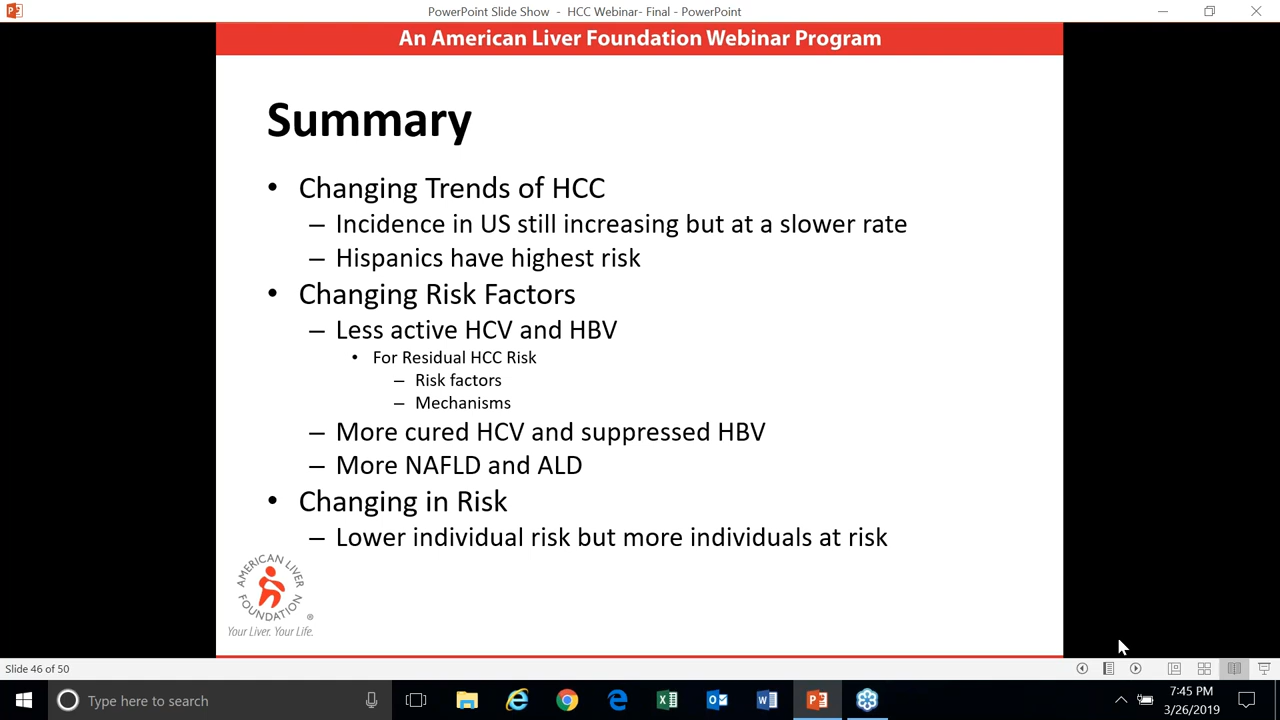 PowerPoint Slide Show - HCC Webinar- Final - PowerPoint
An American Liver Foundation Webinar Program
Summary
• Changing Trends of HCC
– Incidence in US still increasing but at a slower rate
– Hispanics have highest risk
• Changing Risk Factors
– Less active HCV and HBV
• For Residual HCC Risk
– Risk factors
– Mechanisms
– More cured HCV and suppressed HBV
– More NAFLD and ALD
• Changing in Risk
– Lower individual risk but more individuals at risk
AMERICAN LIVER
FOUNDATION ®
Your Liver. Your Life.
Slide 46 of 50
Type here to search
7:45 PM
3/26/2019